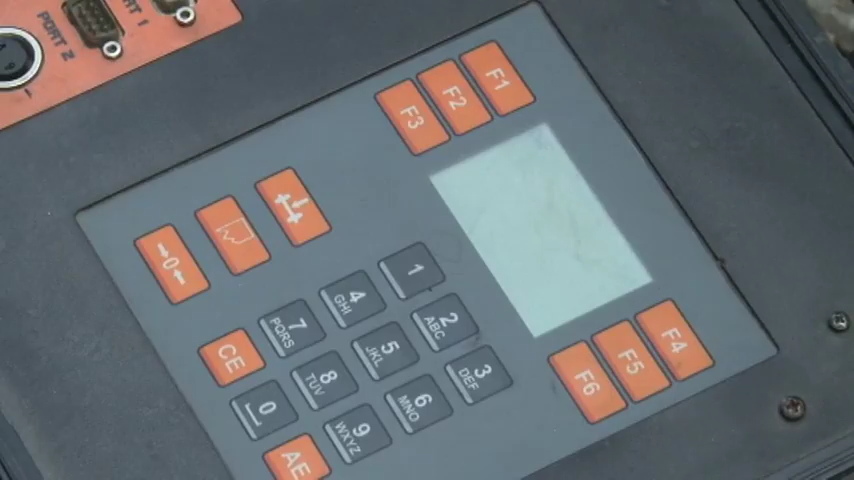 PORT 2
PORT 1
F1
F2
F3
F4
F5
F6
→0←
1
2
ABC
3
DEF
4
GHI
5
JKL
6
MNO
7
PQRS
8
TUV
9
WXYZ
CE
0
AE